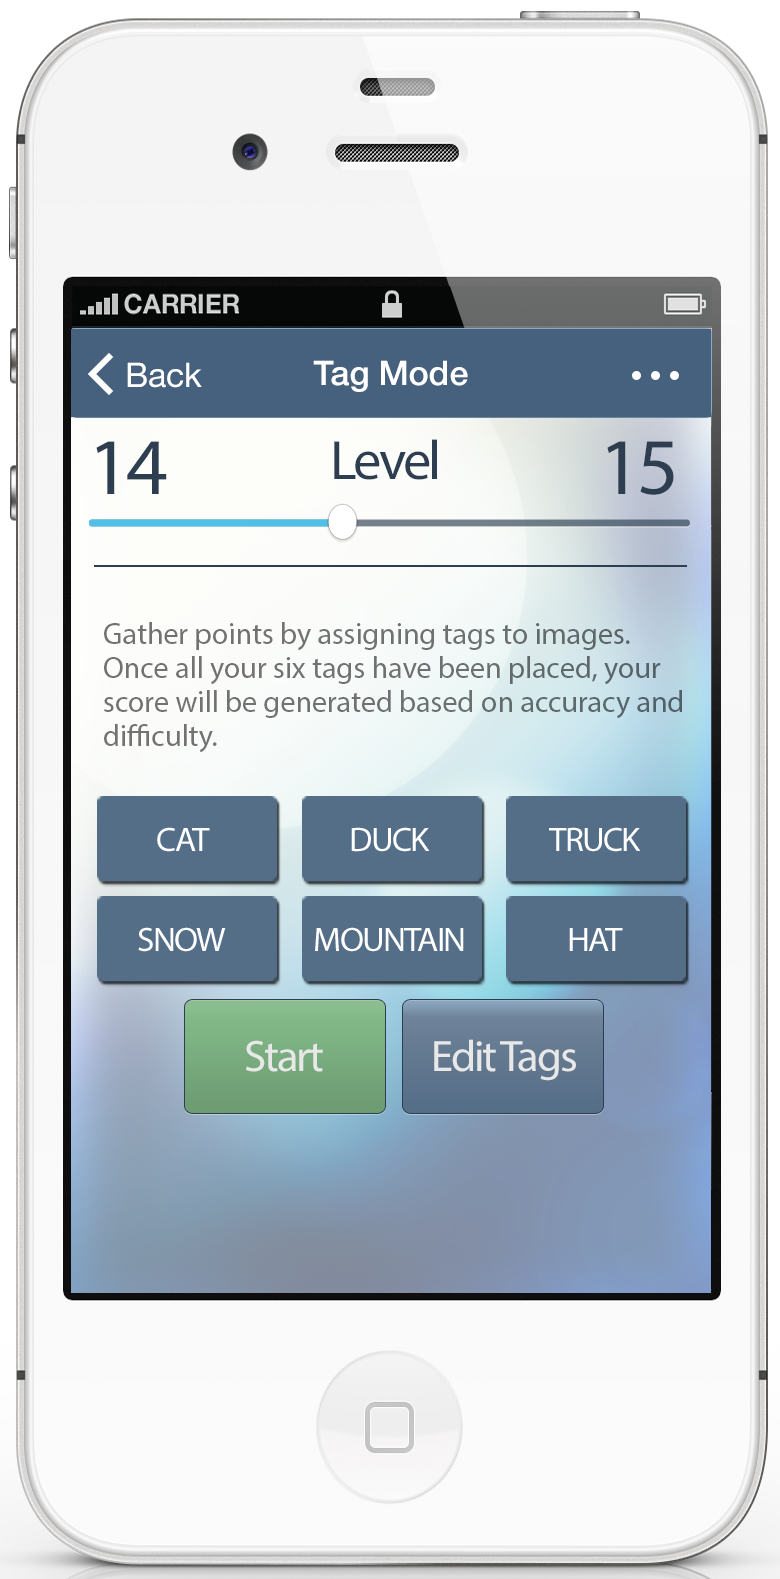 CARRIER
Back Tag Mode
14 Level 15
Gather points by assigning tags to images.
Once all your six tags have been placed, your
score will be generated based on accuracy and
difficulty.
CAT DUCK TRUCK
SNOW MOUNTAIN HAT
Start Edit Tags